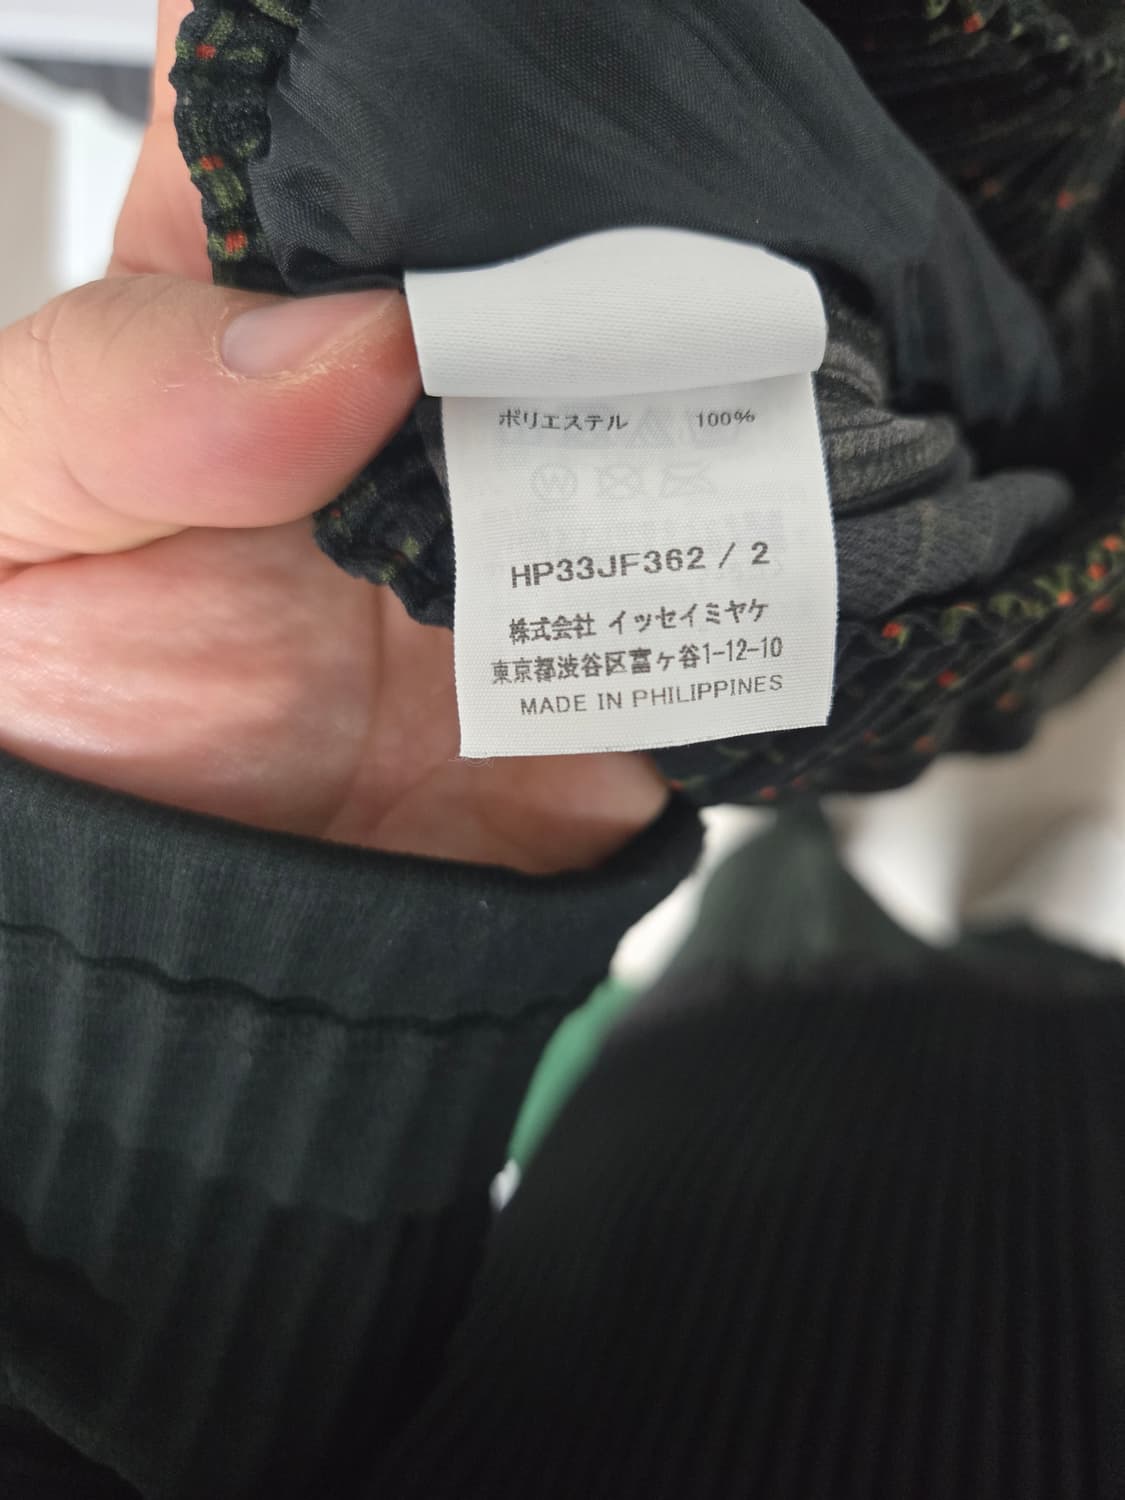 ポリエステル 100%
W
HP33JF362 / 2
株式会社 イッセイミヤケ
東京都渋谷区富ヶ谷1-12-10
MADE IN PHILIPPINES